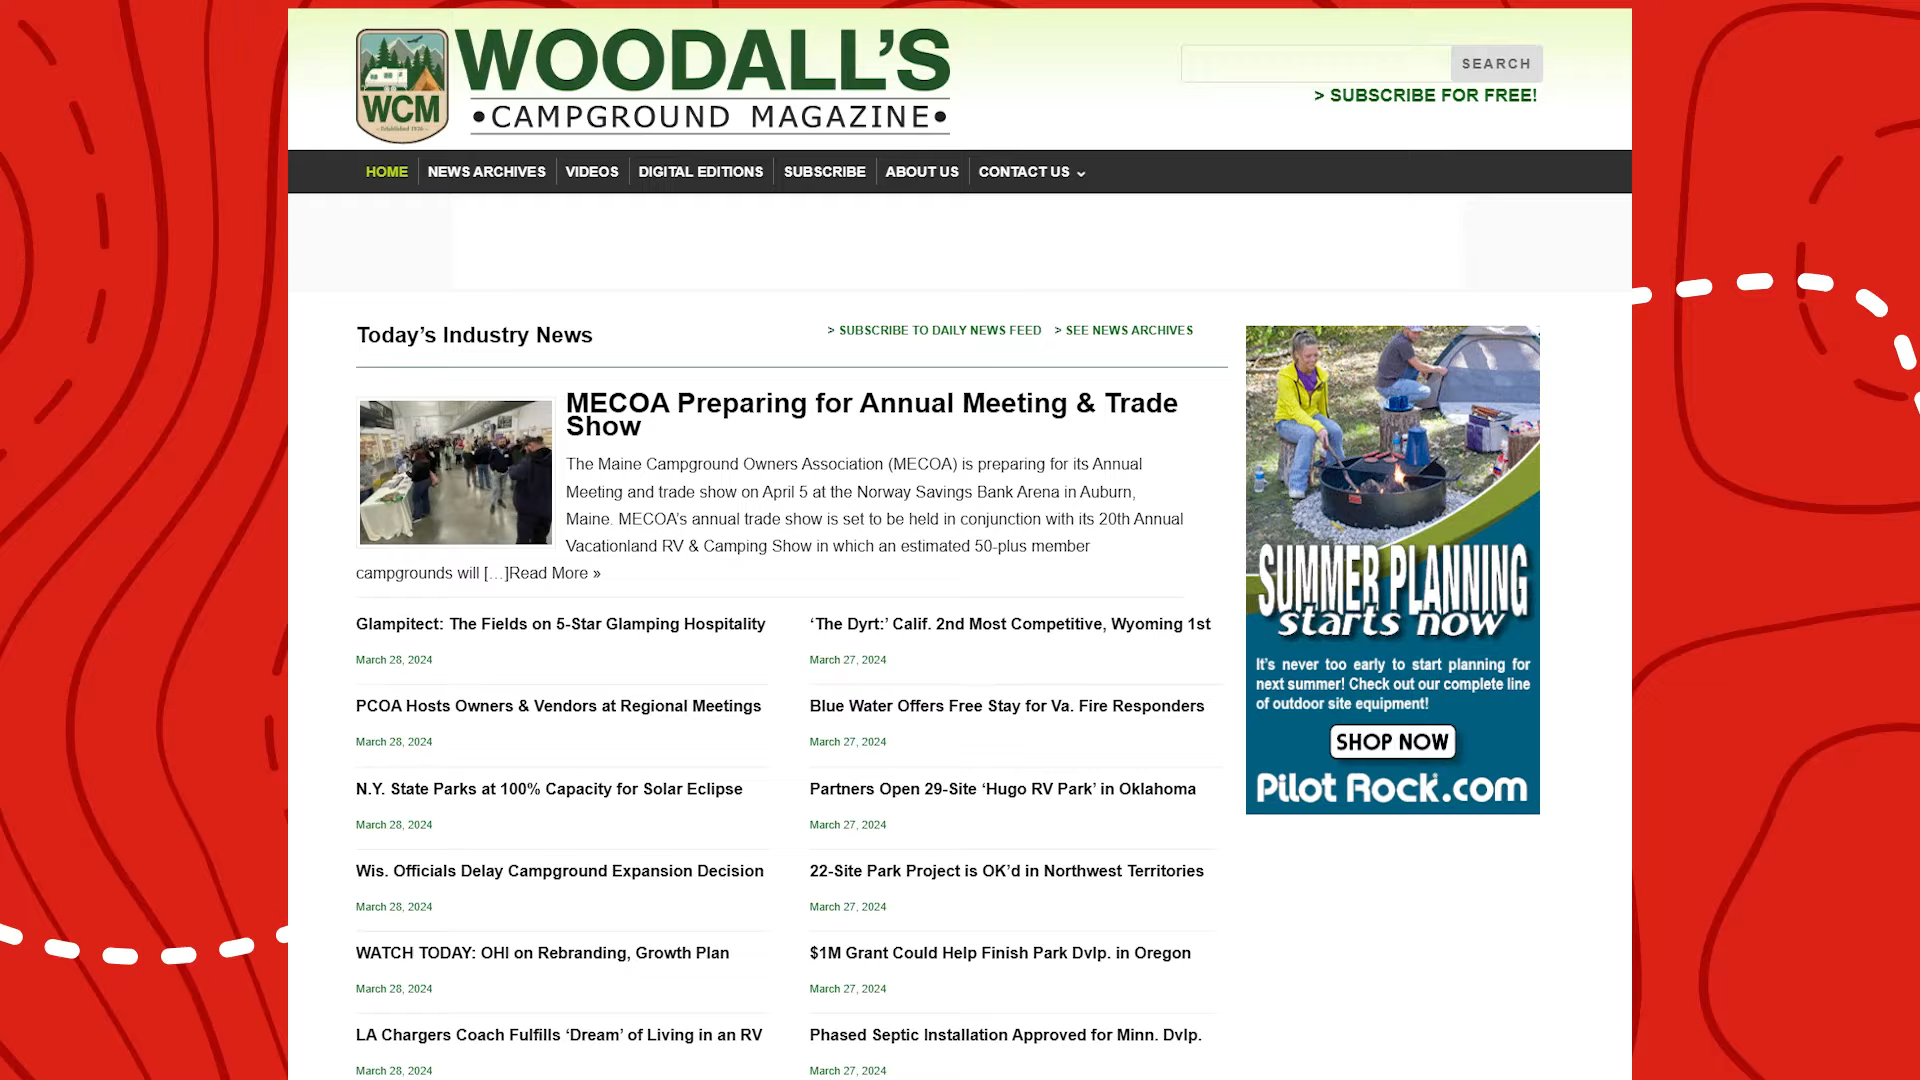 WCM
Established 1936
WOODALL’S
•CAMPGROUND MAGAZINE•
SEARCH
> SUBSCRIBE FOR FREE!
HOME
NEWS ARCHIVES
VIDEOS
DIGITAL EDITIONS
SUBSCRIBE
ABOUT US
CONTACT US
Today’s Industry News
> SUBSCRIBE TO DAILY NEWS FEED
> SEE NEWS ARCHIVES
MECOA Preparing for Annual Meeting & Trade
Show
The Maine Campground Owners Association (MECOA) is preparing for its Annual
Meeting and trade show on April 5 at the Norway Savings Bank Arena in Auburn,
Maine. MECOA’s annual trade show is set to be held in conjunction with its 20th Annual
Vacationland RV & Camping Show in which an estimated 50-plus member
campgrounds will […]Read More »
Glampitect: The Fields on 5-Star Glamping Hospitality
March 28, 2024
PCOA Hosts Owners & Vendors at Regional Meetings
March 28, 2024
N.Y. State Parks at 100% Capacity for Solar Eclipse
March 28, 2024
Wis. Officials Delay Campground Expansion Decision
March 28, 2024
WATCH TODAY: OHI on Rebranding, Growth Plan
March 28, 2024
LA Chargers Coach Fulfills ‘Dream’ of Living in an RV
March 28, 2024
‘The Dyrt:’ Calif. 2nd Most Competitive, Wyoming 1st
March 27, 2024
Blue Water Offers Free Stay for Va. Fire Responders
March 27, 2024
Partners Open 29-Site ‘Hugo RV Park’ in Oklahoma
March 27, 2024
22-Site Park Project is OK’d in Northwest Territories
March 27, 2024
$1M Grant Could Help Finish Park Dvlp. in Oregon
March 27, 2024
Phased Septic Installation Approved for Minn. Dvlp.
March 27, 2024
SUMMER PLANNING
starts now
It’s never too early to start planning for
next summer! Check out our complete line
of outdoor site equipment!
SHOP NOW
Pilot Rock.com